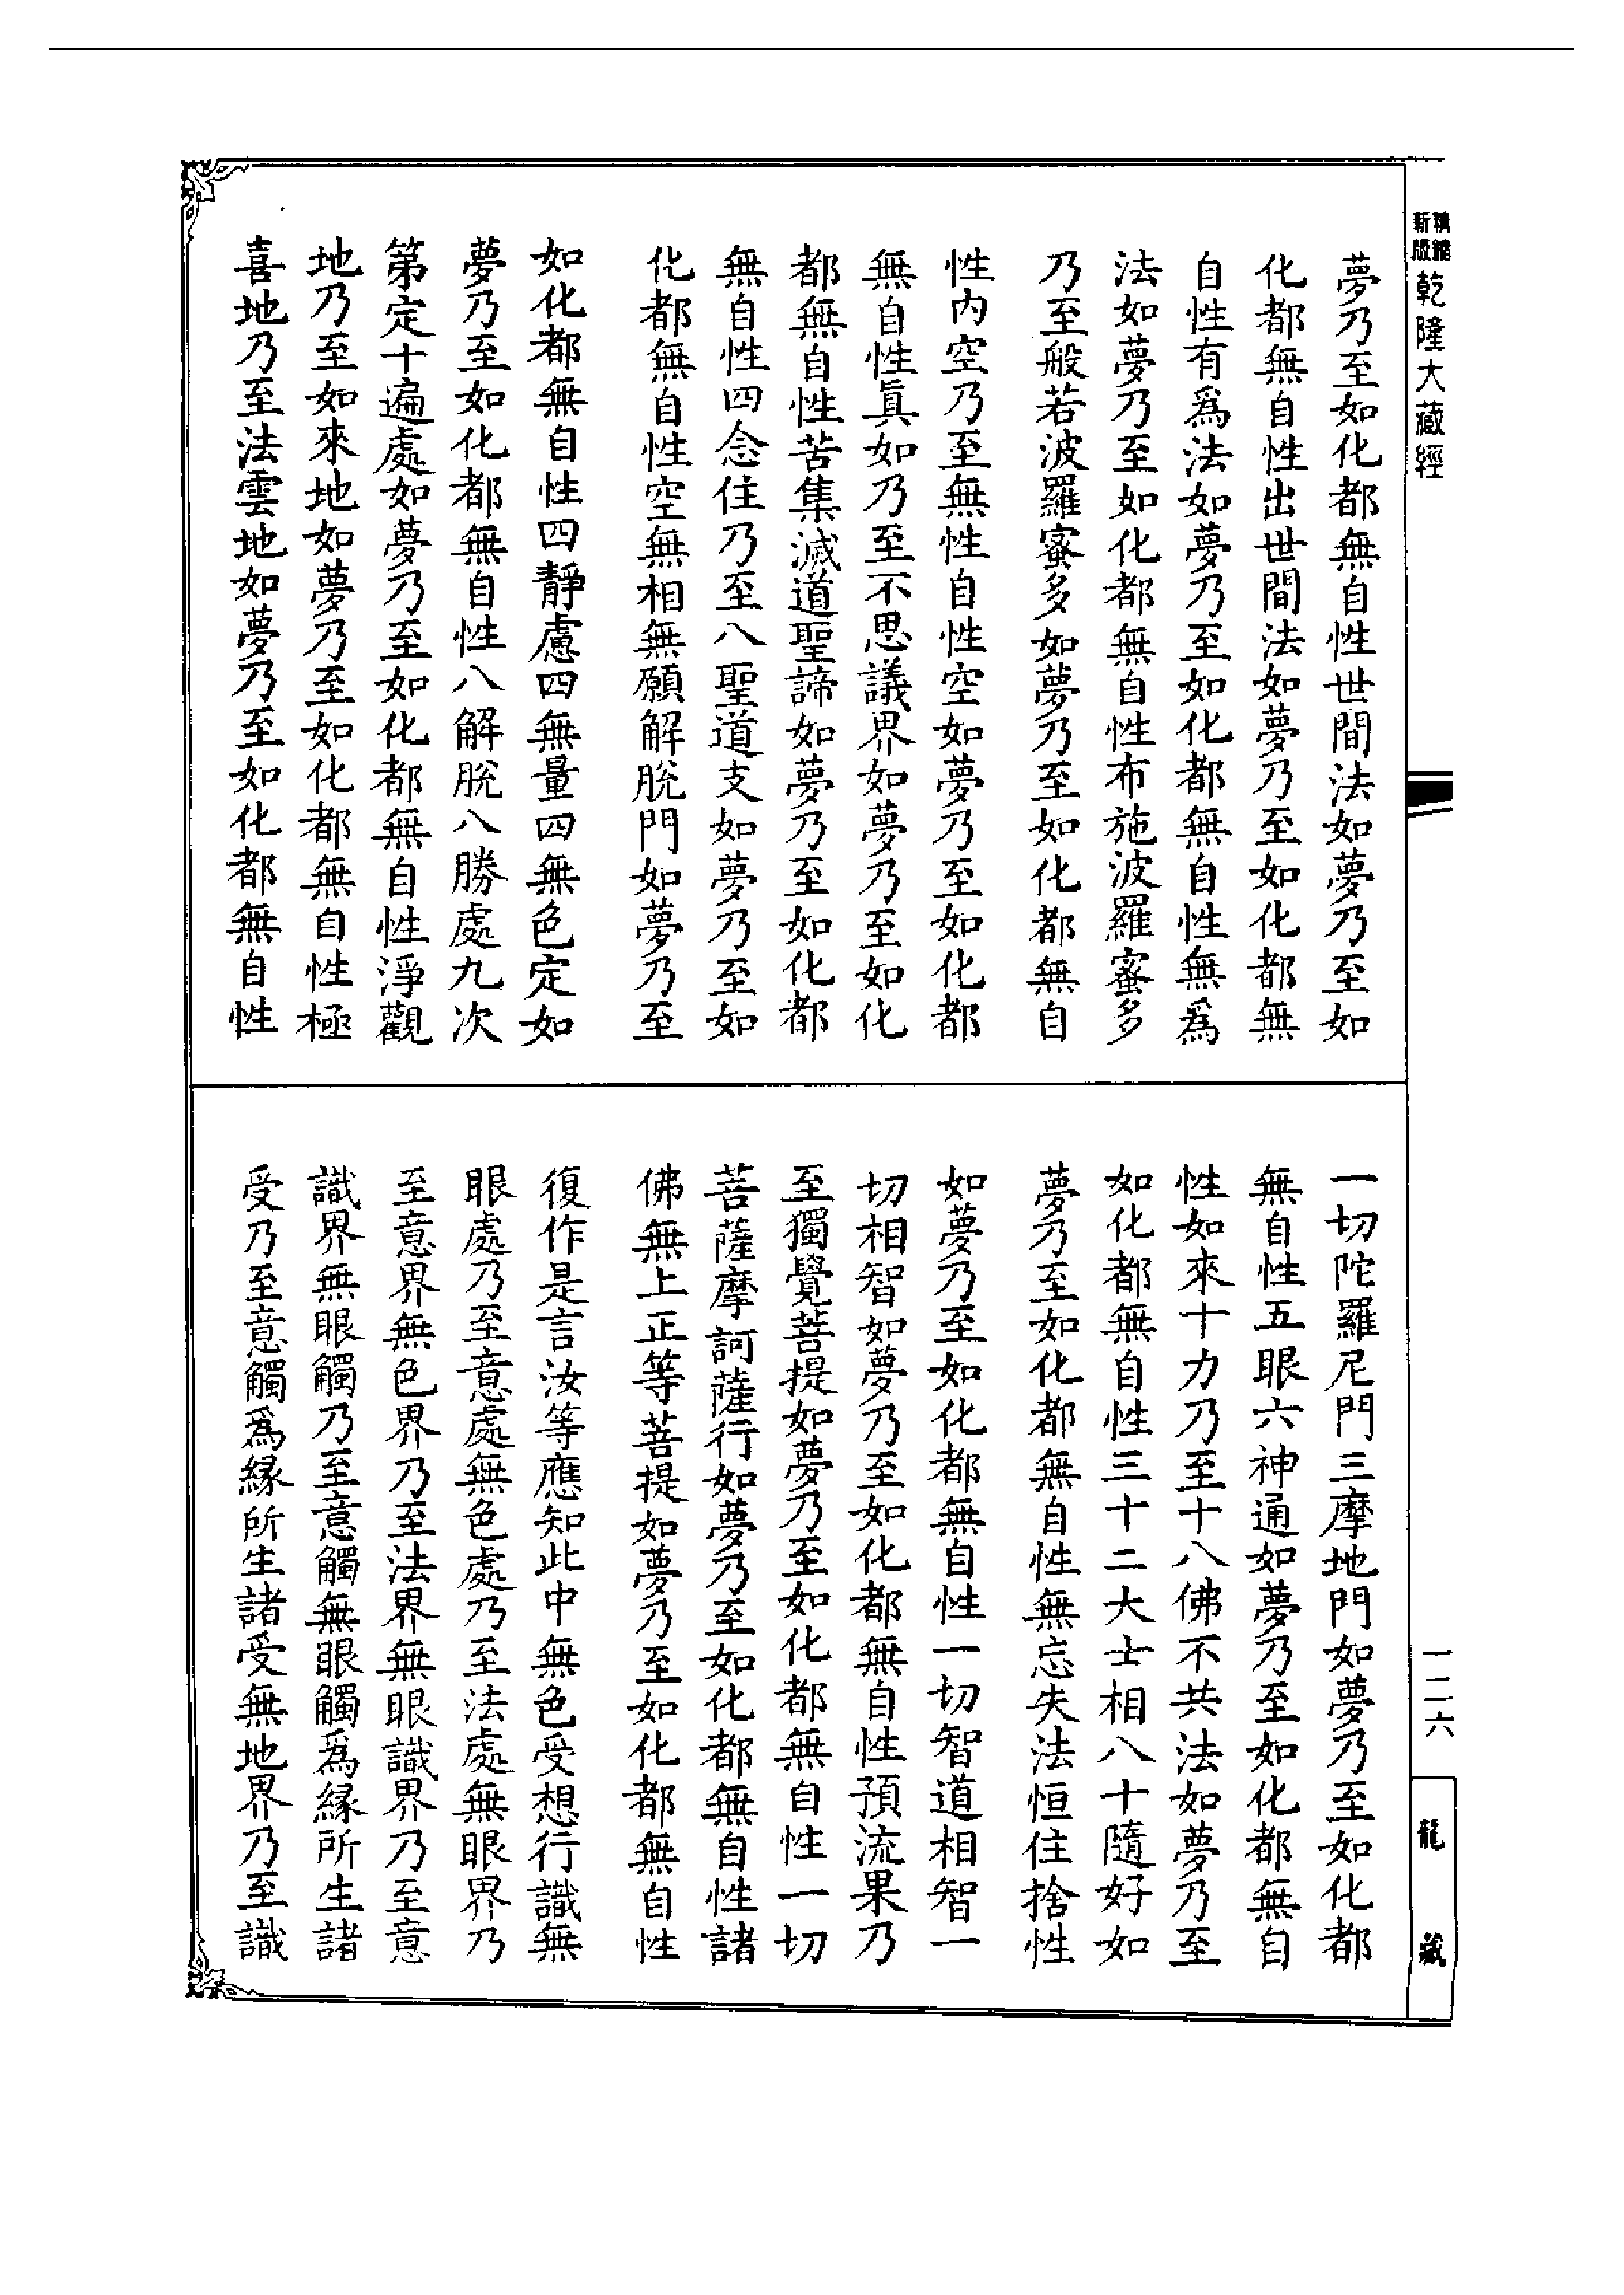 新版
精縮
乾隆大藏經
夢乃至如化都無自性世間法如夢乃至如
化都無自性出世間法如夢乃至如化都無
自性有爲法如夢乃至如化都無自性無爲
法如夢乃至如化都無自性布施波羅蜜多
乃至般若波羅蜜多如夢乃至如化都無自
性內空乃至無性自性空如夢乃至如化都
無自性眞如乃至不思議界如夢乃至如化
都無自性苦集滅道聖諦如夢乃至如化都
無自性四念住乃至八聖道支如夢乃至如
化都無自性空無相無願解脫門如夢乃至
如化都無自性四靜慮四無量四無色定如
夢乃至如化都無自性八解脫八勝處九次
第定十遍處如夢乃至如化都無自性淨觀
地乃至如來地如夢乃至如化都無自性極
喜地乃至法雲地如夢乃至如化都無自性
一切陀羅尼門三摩地門如夢乃至如化都
無自性五眼六神通如夢乃至如化都無自
性如來十力乃至十八佛不共法如夢乃至
如化都無自性三十二大士相八十隨好如
夢乃至如化都無自性無忘失法恒住捨性
如夢乃至如化都無自性一切智道相智一
切相智如夢乃至如化都無自性預流果乃
至獨覺菩提如夢乃至如化都無自性一切
菩薩摩訶薩行如夢乃至如化都無自性諸
佛無上正等菩提如夢乃至如化都無自性
復作是言汝等應知此中無色受想行識無
眼處乃至意處無色處乃至法處無眼界乃
至意界無色界乃至法界無眼識界乃至意
識界無眼觸乃至意觸無眼觸爲緣所生諸
受乃至意觸爲緣所生諸受無地界乃至識
一二六
龍藏